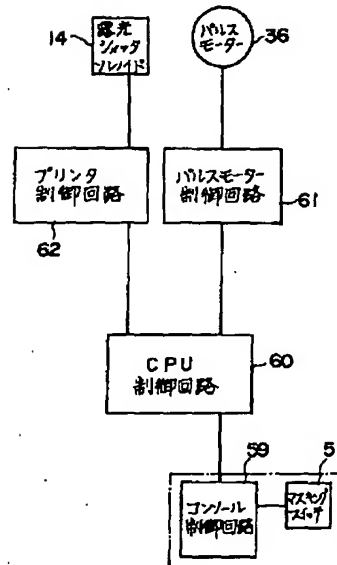 14
露光
シャッタ
ソレノイド
パルス
モーター
36
プリンタ
制御回路
62
パルスモーター
制御回路
61
CPU
制御回路
60
59
コンソール
制御回路
5
マスキング
スイッチ